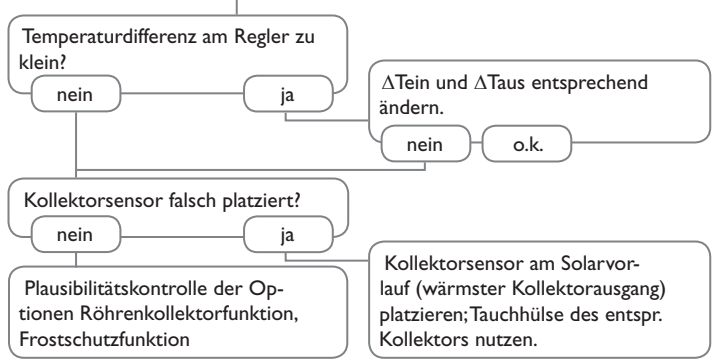 Temperaturdifferenz am Regler zu
klein?
nein
ja
ΔTein und ΔTaus entsprechend
ändern.
nein
o.k.
Kollektorsensor falsch platziert?
nein
ja
Plausibilitätskontrolle der Op-
tionen Röhrenkollektorfunktion,
Frostschutzfunktion
Kollektorsensor am Solarvor-
lauf (wärmster Kollektorausgang)
platzieren; Tauchhülse des entspr.
Kollektors nutzen.